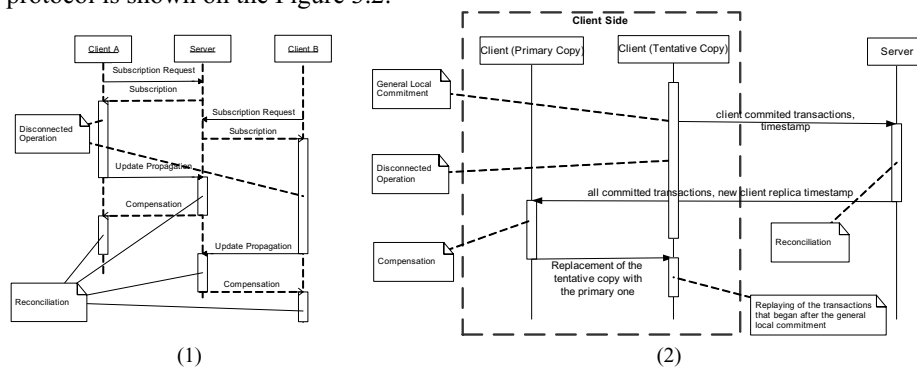 protocol is shown on the Figure 3.2.
Client A
Server
Client B
Subscription Request
Subscription
Subscription Request
Subscription
Disconnected
Operation
Update Propagation
Compensation
Update Propagation
Compensation
Reconciliation
(1)
Client Side
Client (Primary Copy)
Client (Tentative Copy)
Server
General Local
Commitment
client commited transactions,
timestamp
Disconnected
Operation
all committed transactions, new client replica timestamp
Reconciliation
Compensation
Replacement of the
tentative copy with
the primary one
Replaying of the transactions
that began after the general
local commitment
(2)